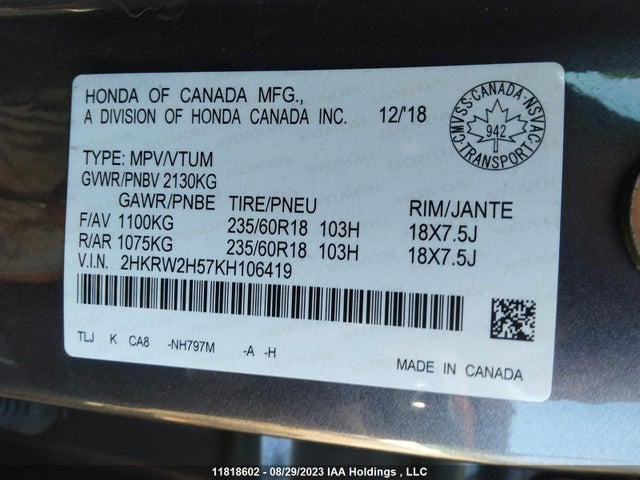 HONDA OF CANADA MFG.,
A DIVISION OF HONDA CANADA INC. 12/'18
CMVSS·CANADA·NSVAC
942
TRANSPORT
TYPE: MPV/VTUM
GVWR/PNBV 2130KG
GAWR/PNBE TIRE/PNEU RIM/JANTE
F/AV 1100KG 235/60R18 103H 18X7.5J
R/AR 1075KG 235/60R18 103H 18X7.5J
V.I.N. 2HKRW2H57KH106419
TLJ K CA8 -NH797M -A -H
MADE IN CANADA
11818602 - 08/29/2023 IAA Holdings , LLC